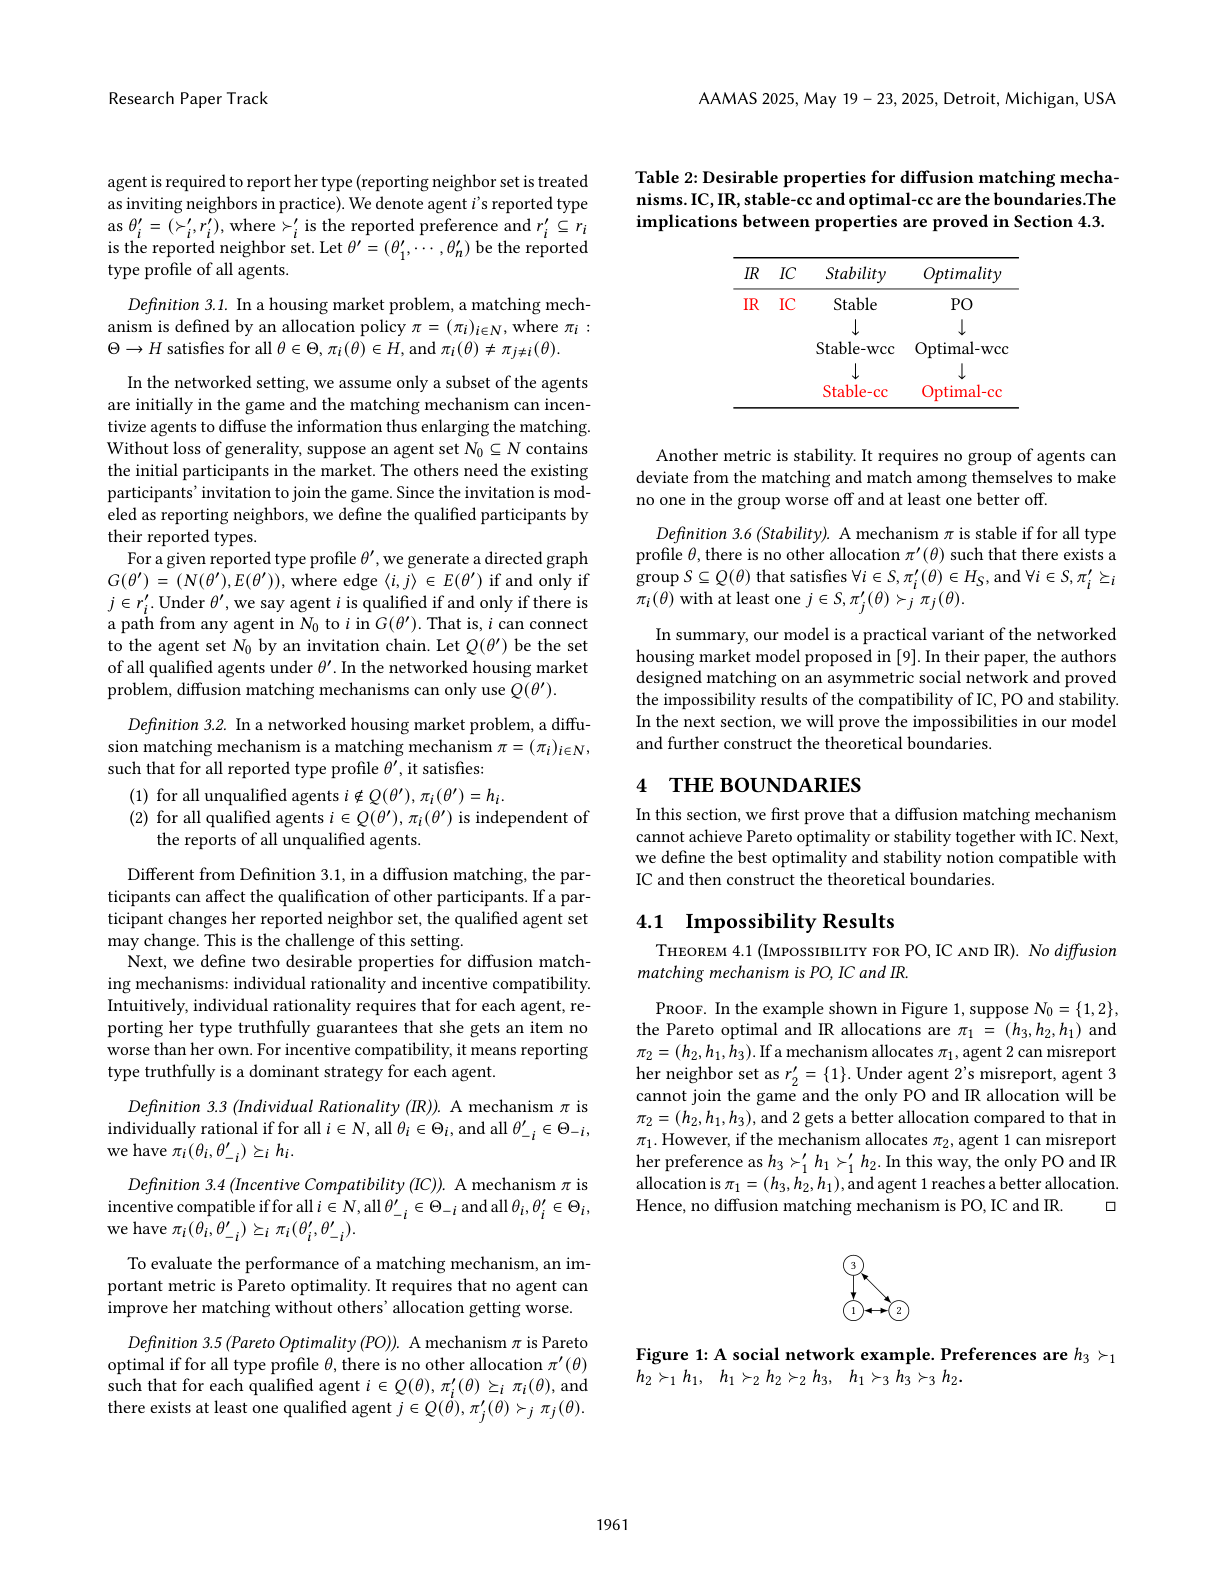 Research Paper Track
AAMAS 2025, May 19 – 23, 2025, Detroit, Michigan, USA
agent is required to report her type (reporting neighbor set is treated
as inviting neighbors in practice). We denote agent i's reported type
as θ′ᵢ = (≻′ᵢ, r′ᵢ), where ≻′ᵢ is the reported preference and r′ᵢ ⊆ rᵢ
is the reported neighbor set. Let θ′ = (θ′₁, ⋯ , θ′ₙ) be the reported
type profile of all agents.
Definition 3.1. In a housing market problem, a matching mech-
anism is defined by an allocation policy π = (πᵢ)ᵢ∈N, where πᵢ :
Θ → H satisfies for all θ ∈ Θ, πᵢ(θ) ∈ H, and πᵢ(θ) ≠ πⱼ≠ᵢ(θ).
In the networked setting, we assume only a subset of the agents
are initially in the game and the matching mechanism can incen-
tivize agents to diffuse the information thus enlarging the matching.
Without loss of generality, suppose an agent set N₀ ⊆ N contains
the initial participants in the market. The others need the existing
participants' invitation to join the game. Since the invitation is mod-
eled as reporting neighbors, we define the qualified participants by
their reported types.
For a given reported type profile θ′, we generate a directed graph
G(θ′) = (N(θ′), E(θ′)), where edge ⟨i, j⟩ ∈ E(θ′) if and only if
j ∈ r′ᵢ. Under θ′, we say agent i is qualified if and only if there is
a path from any agent in N₀ to i in G(θ′). That is, i can connect
to the agent set N₀ by an invitation chain. Let Q(θ′) be the set
of all qualified agents under θ′. In the networked housing market
problem, diffusion matching mechanisms can only use Q(θ′).
Definition 3.2. In a networked housing market problem, a diffu-
sion matching mechanism is a matching mechanism π = (πᵢ)ᵢ∈N,
such that for all reported type profile θ′, it satisfies:
(1) for all unqualified agents i ∉ Q(θ′), πᵢ(θ′) = hᵢ.
(2) for all qualified agents i ∈ Q(θ′), πᵢ(θ′) is independent of
the reports of all unqualified agents.
Different from Definition 3.1, in a diffusion matching, the par-
ticipants can affect the qualification of other participants. If a par-
ticipant changes her reported neighbor set, the qualified agent set
may change. This is the challenge of this setting.
Next, we define two desirable properties for diffusion match-
ing mechanisms: individual rationality and incentive compatibility.
Intuitively, individual rationality requires that for each agent, re-
porting her type truthfully guarantees that she gets an item no
worse than her own. For incentive compatibility, it means reporting
type truthfully is a dominant strategy for each agent.
Definition 3.3 (Individual Rationality (IR)). A mechanism π is
individually rational if for all i ∈ N, all θᵢ ∈ Θᵢ, and all θ′₋ᵢ ∈ Θ₋ᵢ,
we have πᵢ(θᵢ, θ′₋ᵢ) ⪰ᵢ hᵢ.
Definition 3.4 (Incentive Compatibility (IC)). A mechanism π is
incentive compatible if for all i ∈ N, all θ′₋ᵢ ∈ Θ₋ᵢ and all θᵢ, θ′ᵢ ∈ Θᵢ,
we have πᵢ(θᵢ, θ′₋ᵢ) ⪰ᵢ πᵢ(θ′ᵢ, θ′₋ᵢ).
To evaluate the performance of a matching mechanism, an im-
portant metric is Pareto optimality. It requires that no agent can
improve her matching without others' allocation getting worse.
Definition 3.5 (Pareto Optimality (PO)). A mechanism π is Pareto
optimal if for all type profile θ, there is no other allocation π′(θ)
such that for each qualified agent i ∈ Q(θ), π′ᵢ(θ) ⪰ᵢ πᵢ(θ), and
there exists at least one qualified agent j ∈ Q(θ), π′ⱼ(θ) ≻ⱼ πⱼ(θ).
Table 2: Desirable properties for diffusion matching mecha-
nisms. IC, IR, stable-cc and optimal-cc are the boundaries.The
implications between properties are proved in Section 4.3.
IR IC Stability Optimality
IR IC Stable PO
↓ ↓
Stable-wcc Optimal-wcc
↓ ↓
Stable-cc Optimal-cc
Another metric is stability. It requires no group of agents can
deviate from the matching and match among themselves to make
no one in the group worse off and at least one better off.
Definition 3.6 (Stability). A mechanism π is stable if for all type
profile θ, there is no other allocation π′(θ) such that there exists a
group S ⊆ Q(θ) that satisfies ∀i ∈ S, π′ᵢ(θ) ∈ H_S, and ∀i ∈ S, π′ᵢ ⪰ᵢ
πᵢ(θ) with at least one j ∈ S, π′ⱼ(θ) ≻ⱼ πⱼ(θ).
In summary, our model is a practical variant of the networked
housing market model proposed in [9]. In their paper, the authors
designed matching on an asymmetric social network and proved
the impossibility results of the compatibility of IC, PO and stability.
In the next section, we will prove the impossibilities in our model
and further construct the theoretical boundaries.
4 THE BOUNDARIES
In this section, we first prove that a diffusion matching mechanism
cannot achieve Pareto optimality or stability together with IC. Next,
we define the best optimality and stability notion compatible with
IC and then construct the theoretical boundaries.
4.1 Impossibility Results
Theorem 4.1 (Impossibility for PO, IC and IR). No diffusion
matching mechanism is PO, IC and IR.
Proof. In the example shown in Figure 1, suppose N₀ = {1, 2},
the Pareto optimal and IR allocations are π₁ = (h₃, h₂, h₁) and
π₂ = (h₂, h₁, h₃). If a mechanism allocates π₁, agent 2 can misreport
her neighbor set as r′₂ = {1}. Under agent 2's misreport, agent 3
cannot join the game and the only PO and IR allocation will be
π₂ = (h₂, h₁, h₃), and 2 gets a better allocation compared to that in
π₁. However, if the mechanism allocates π₂, agent 1 can misreport
her preference as h₃ ≻′₁ h₁ ≻′₁ h₂. In this way, the only PO and IR
allocation is π₁ = (h₃, h₂, h₁), and agent 1 reaches a better allocation.
Hence, no diffusion matching mechanism is PO, IC and IR. □
3
1 2
Figure 1: A social network example. Preferences are h₃ ≻₁
h₂ ≻₁ h₁, h₁ ≻₂ h₂ ≻₂ h₃, h₁ ≻₃ h₃ ≻₃ h₂.
1961